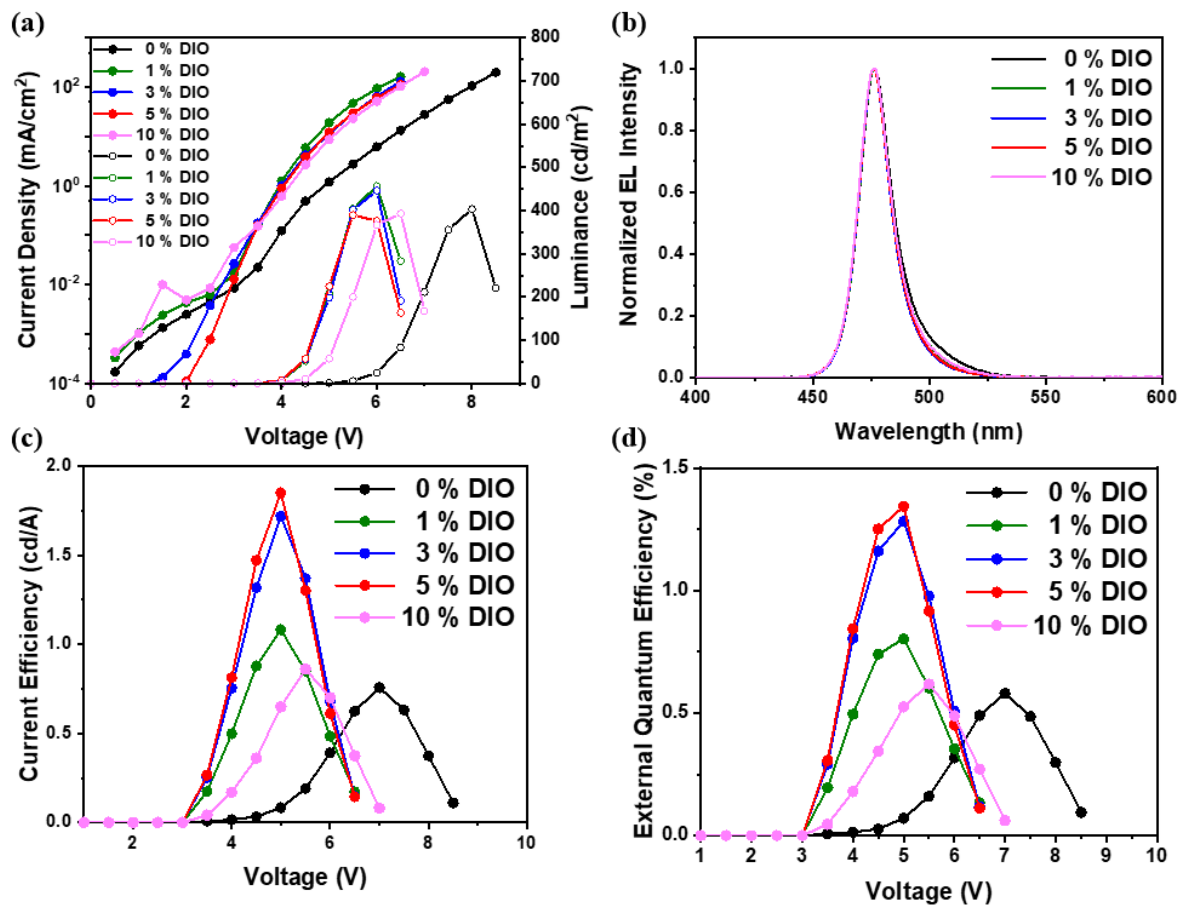 (a)
0 % DIO
1 % DIO
3 % DIO
5 % DIO
10 % DIO
0 % DIO
1 % DIO
3 % DIO
5 % DIO
10 % DIO
Current Density (mA/cm²)
10²
10⁰
10⁻²
10⁻⁴
0 2 4 6 8
Voltage (V)
800
700
600
500
400
300
200
100
0
Luminance (cd/m²)
(b)
0 % DIO
1 % DIO
3 % DIO
5 % DIO
10 % DIO
Normalized EL Intensity
1.0
0.8
0.6
0.4
0.2
0.0
400 450 500 550 600
Wavelength (nm)
(c)
0 % DIO
1 % DIO
3 % DIO
5 % DIO
10 % DIO
Current Efficiency (cd/A)
2.0
1.5
1.0
0.5
0.0
2 4 6 8 10
Voltage (V)
(d)
0 % DIO
1 % DIO
3 % DIO
5 % DIO
10 % DIO
External Quantum Efficiency (%)
1.5
1.0
0.5
0.0
1 2 3 4 5 6 7 8 9 10
Voltage (V)